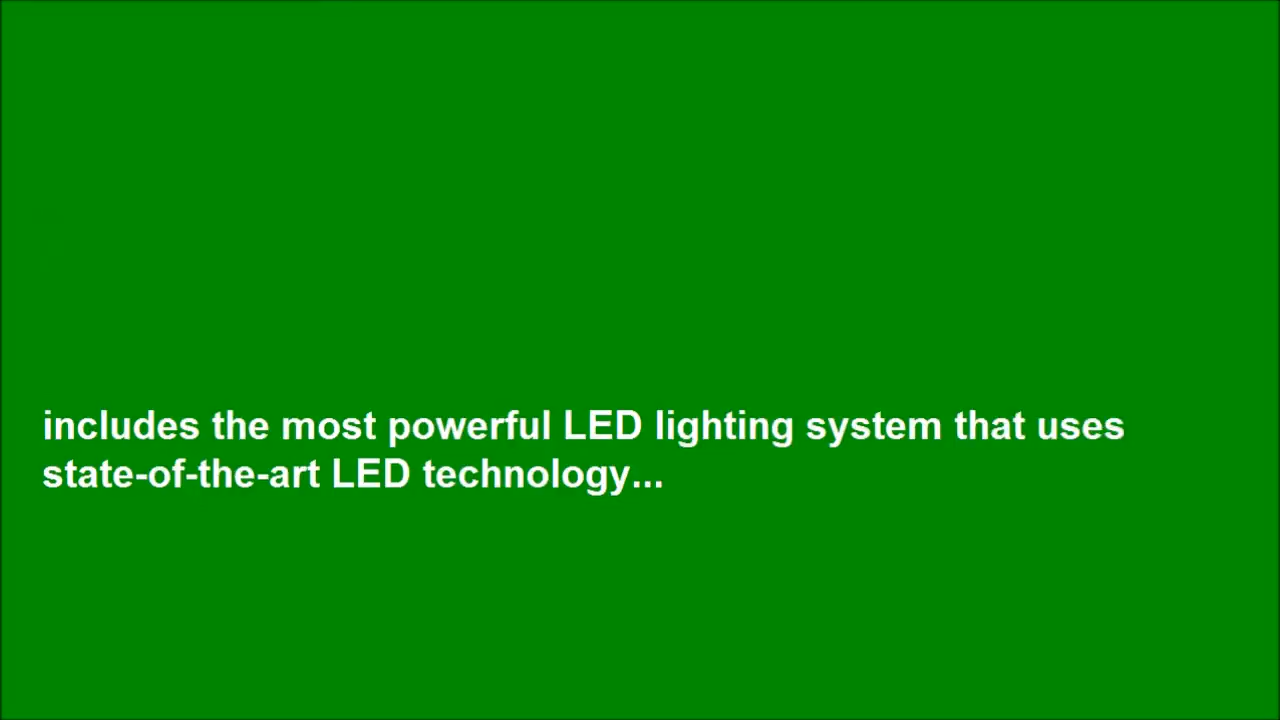 includes the most powerful LED lighting system that uses
state-of-the-art LED technology...